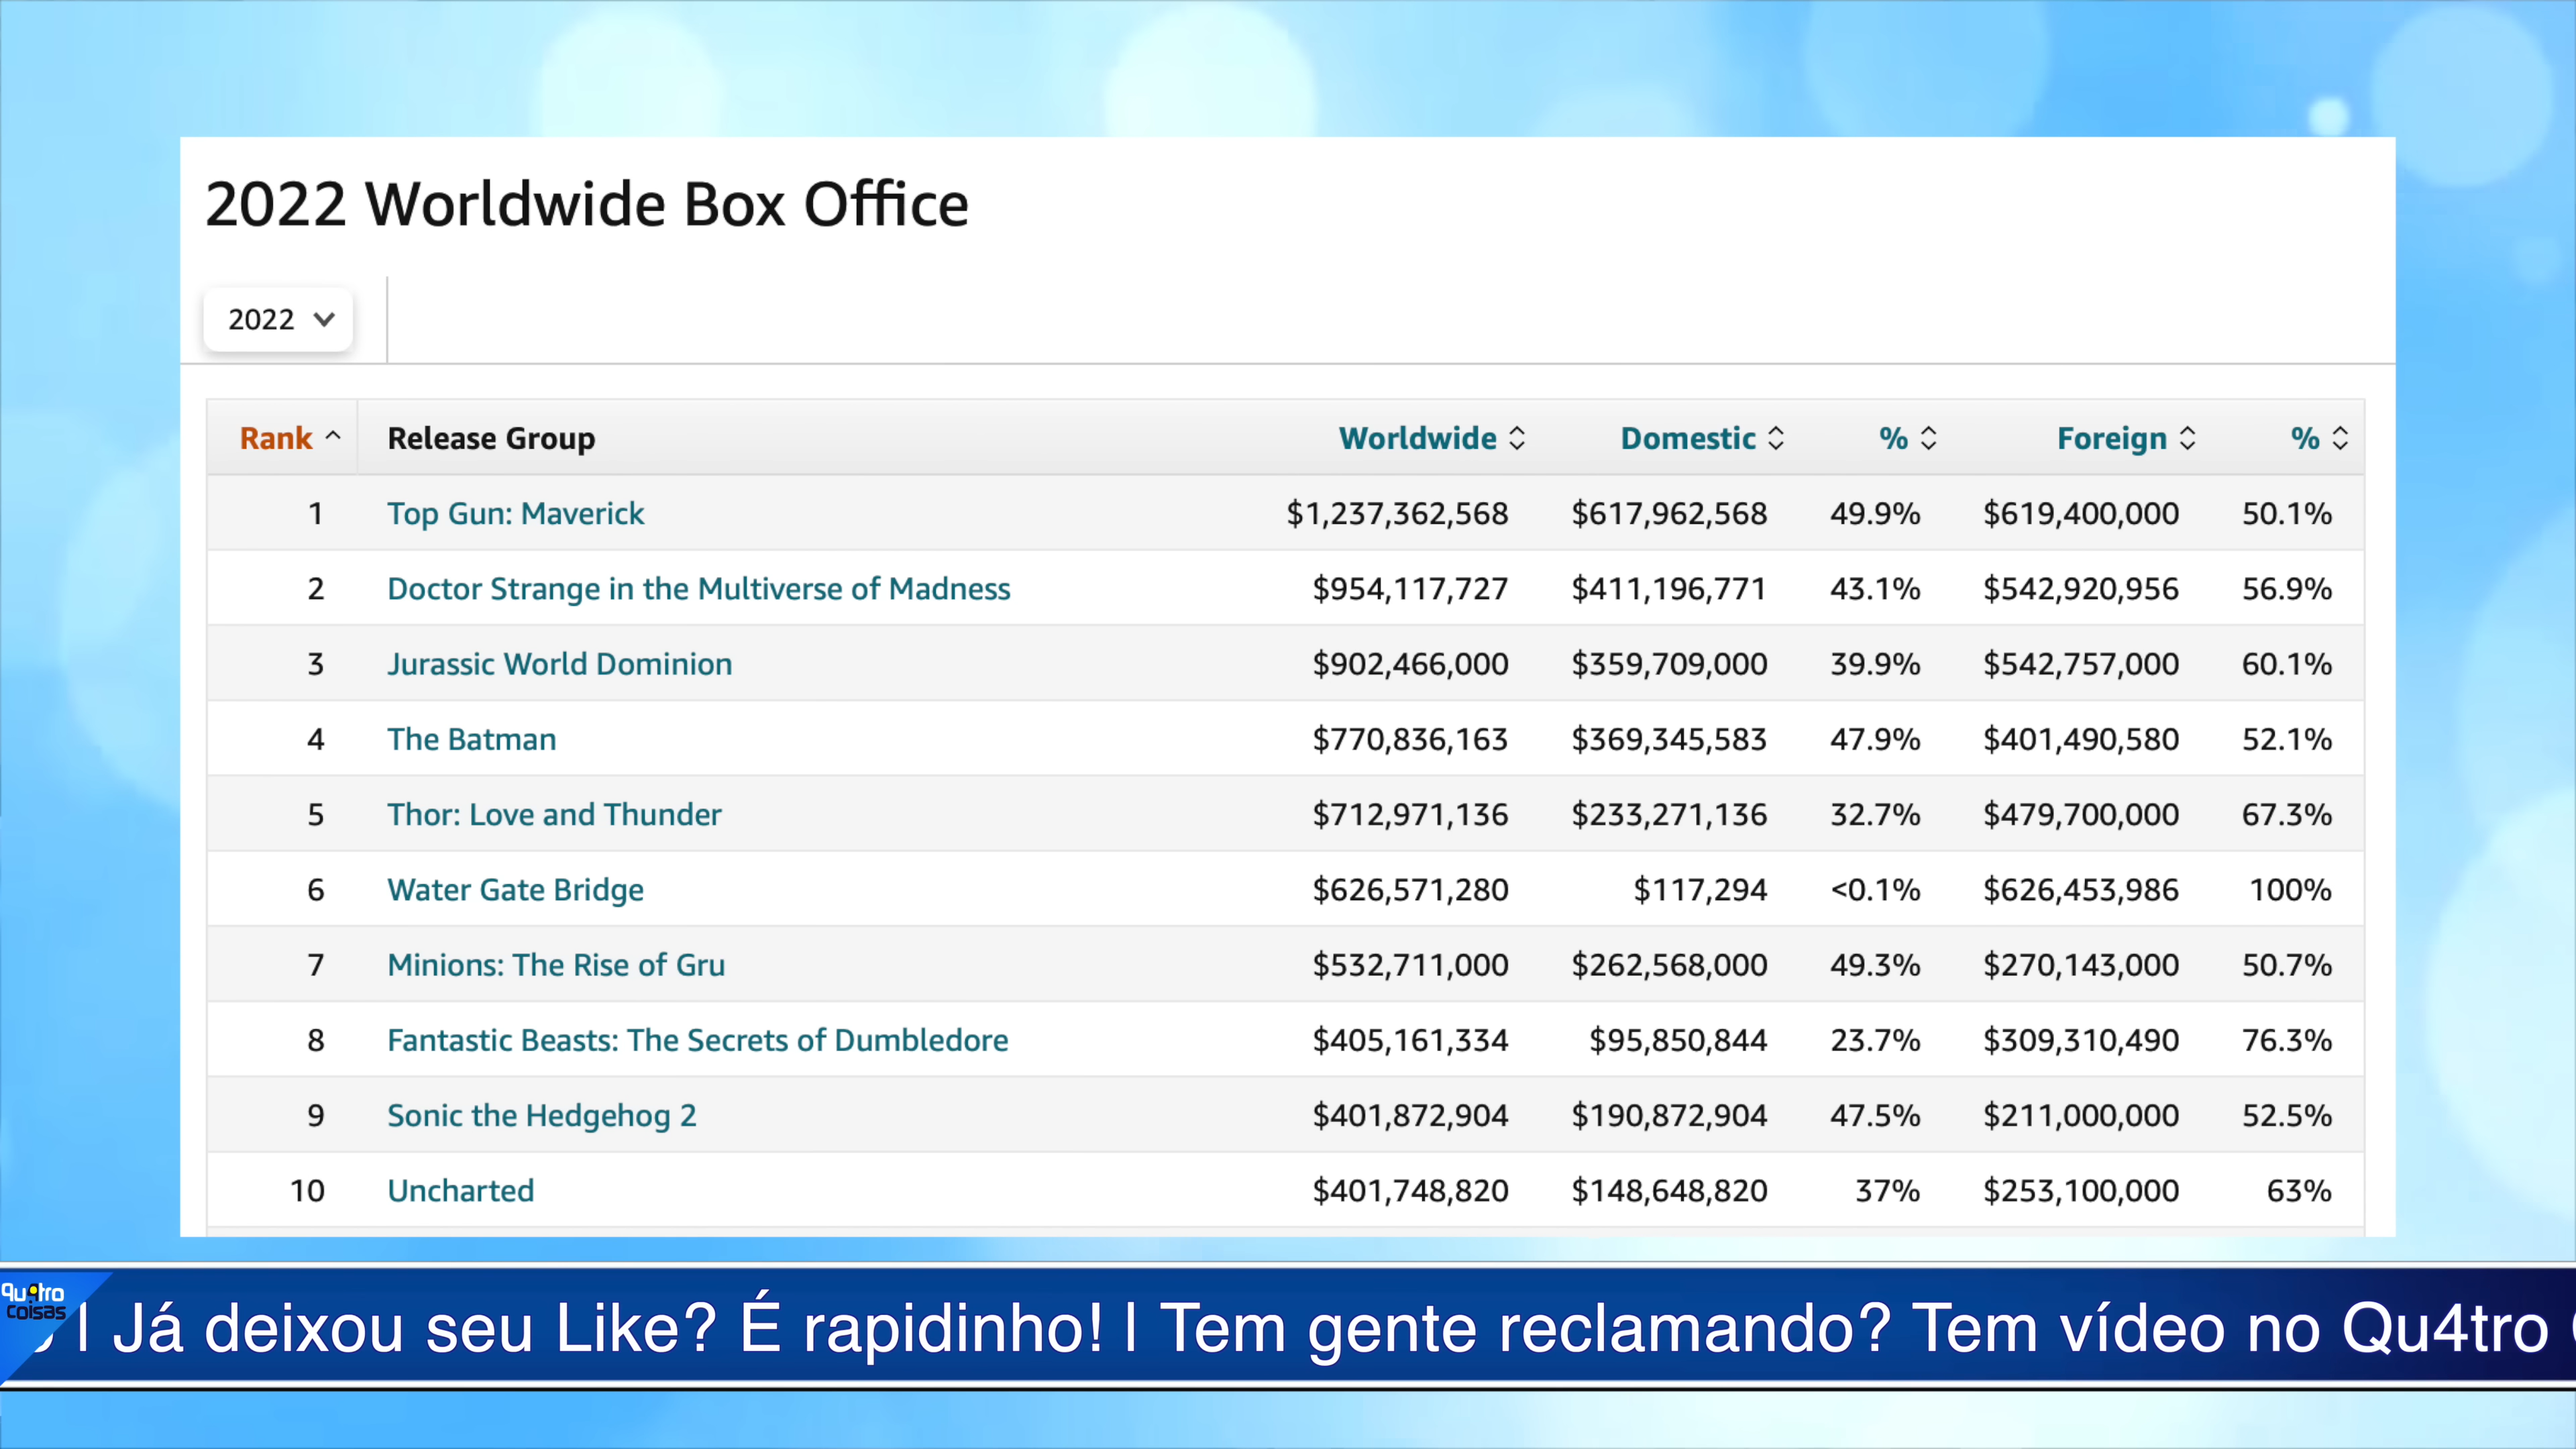 2022 Worldwide Box Office
2022
Rank Release Group Worldwide Domestic % Foreign %
1 Top Gun: Maverick $1,237,362,568 $617,962,568 49.9% $619,400,000 50.1%
2 Doctor Strange in the Multiverse of Madness $954,117,727 $411,196,771 43.1% $542,920,956 56.9%
3 Jurassic World Dominion $902,466,000 $359,709,000 39.9% $542,757,000 60.1%
4 The Batman $770,836,163 $369,345,583 47.9% $401,490,580 52.1%
5 Thor: Love and Thunder $712,971,136 $233,271,136 32.7% $479,700,000 67.3%
6 Water Gate Bridge $626,571,280 $117,294 <0.1% $626,453,986 100%
7 Minions: The Rise of Gru $532,711,000 $262,568,000 49.3% $270,143,000 50.7%
8 Fantastic Beasts: The Secrets of Dumbledore $405,161,334 $95,850,844 23.7% $309,310,490 76.3%
9 Sonic the Hedgehog 2 $401,872,904 $190,872,904 47.5% $211,000,000 52.5%
10 Uncharted $401,748,820 $148,648,820 37% $253,100,000 63%
qu4tro
coisas
| Já deixou seu Like? É rapidinho! | Tem gente reclamando? Tem vídeo no Qu4tro